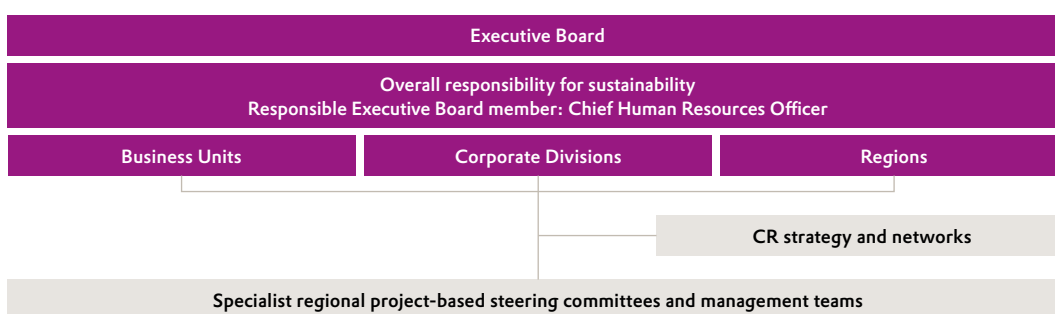 Executive Board
Overall responsibility for sustainability
Responsible Executive Board member: Chief Human Resources Officer
Business Units
Corporate Divisions
Regions
CR strategy and networks
Specialist regional project-based steering committees and management teams